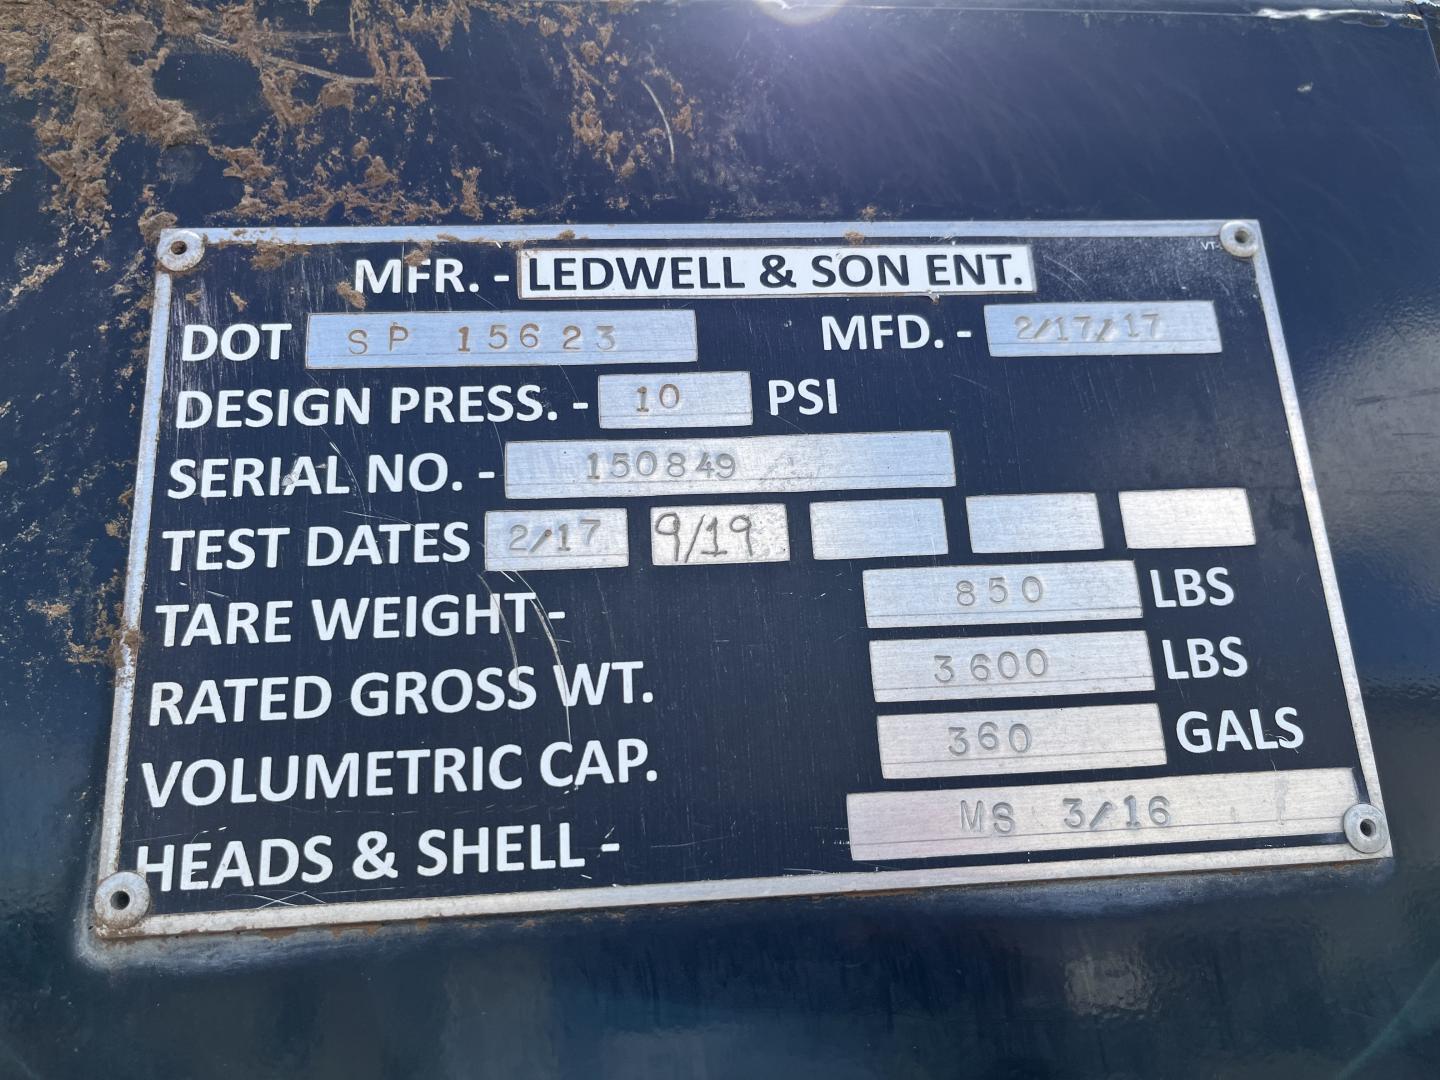 VT-
MFR. - LEDWELL & SON ENT.
DOT SP 15623 MFD. - 2/17/17
DESIGN PRESS. - 10 PSI
SERIAL NO. - 150849
TEST DATES 2/17 9/19
TARE WEIGHT - 850 LBS
RATED GROSS WT. 3600 LBS
VOLUMETRIC CAP. 360 GALS
HEADS & SHELL - MS 3/16